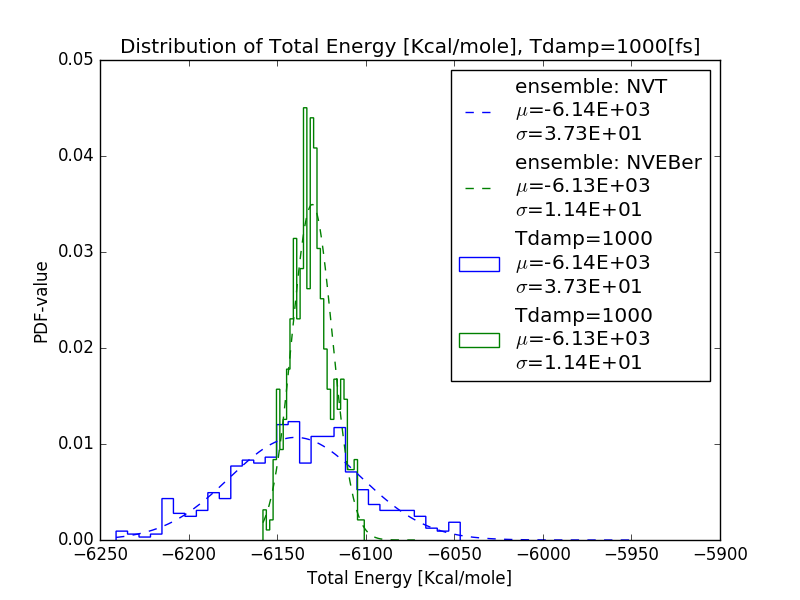 Distribution of Total Energy [Kcal/mole], Tdamp=1000[fs]
0.05
0.04
0.03
0.02
0.01
0.00
PDF-value
ensemble: NVT
μ=-6.14E+03
σ=3.73E+01
ensemble: NVEBer
μ=-6.13E+03
σ=1.14E+01
Tdamp=1000
μ=-6.14E+03
σ=3.73E+01
Tdamp=1000
μ=-6.13E+03
σ=1.14E+01
−6250 −6200 −6150 −6100 −6050 −6000 −5950 −5900
Total Energy [Kcal/mole]